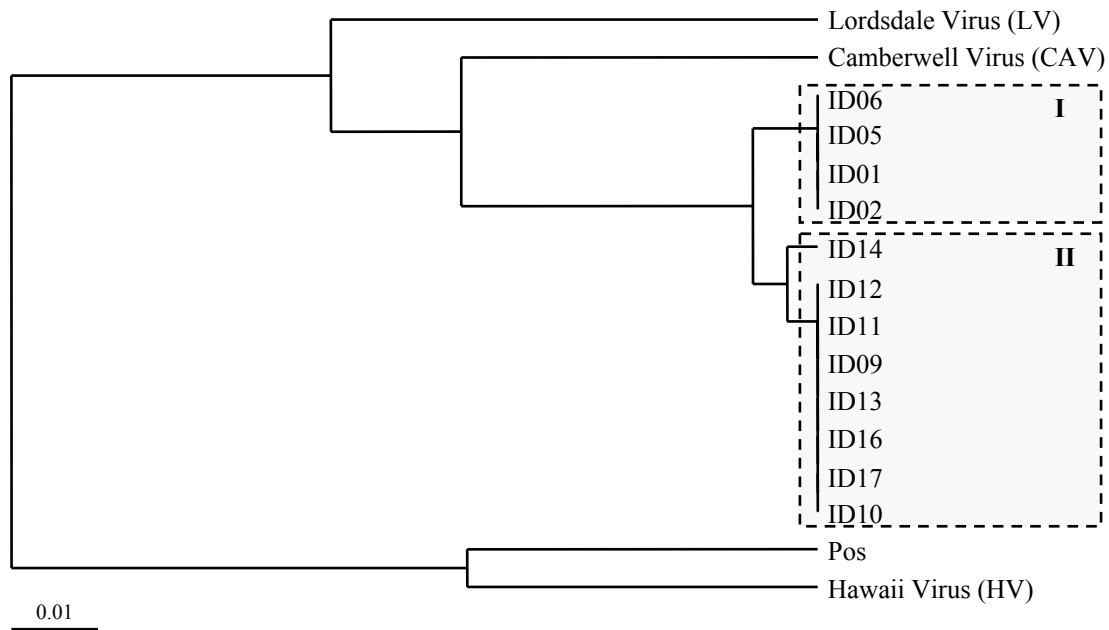 Lordsdale Virus (LV)
Camberwell Virus (CAV)
ID06
I
ID05
ID01
ID02
ID14
II
ID12
ID11
ID09
ID13
ID16
ID17
ID10
Pos
Hawaii Virus (HV)
0.01